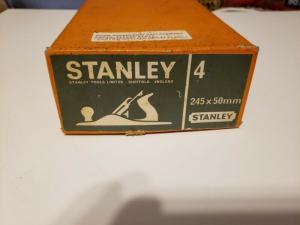 STANLEY
STANLEY TOOLS LIMITED SHEFFIELD ENGLAND
4
245 x 50mm
STANLEY